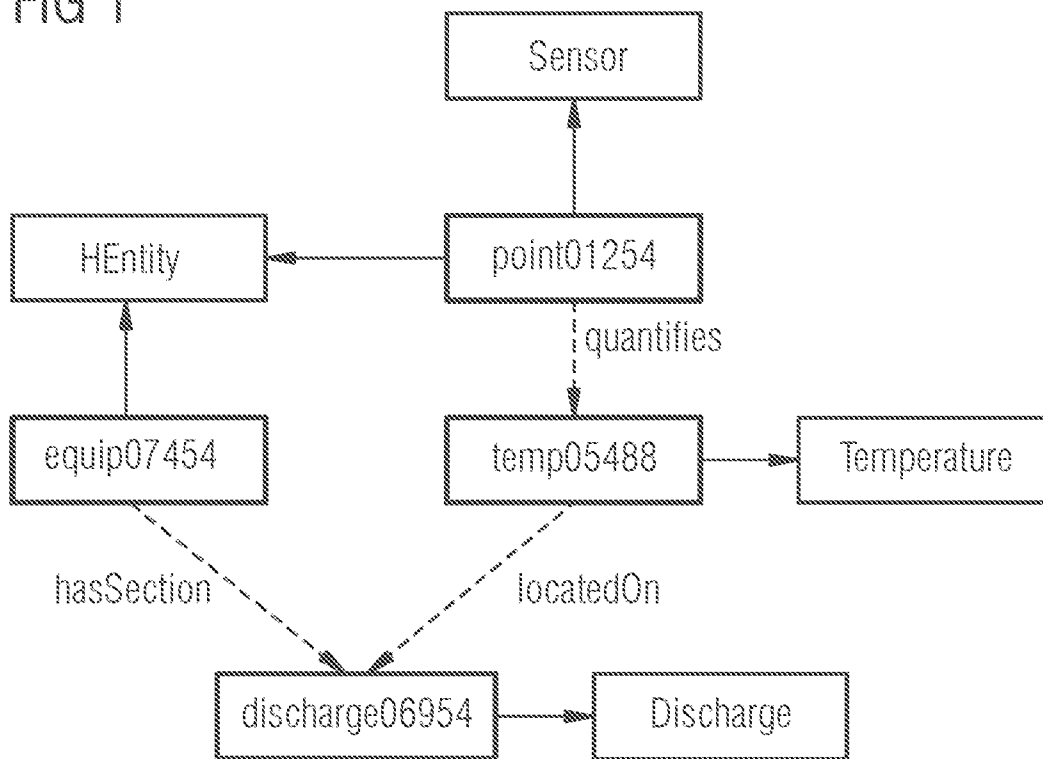 FIG 1
Sensor
HEntity
point01254
quantifies
equip07454
temp05488
Temperature
hasSection
locatedOn
discharge06954
Discharge